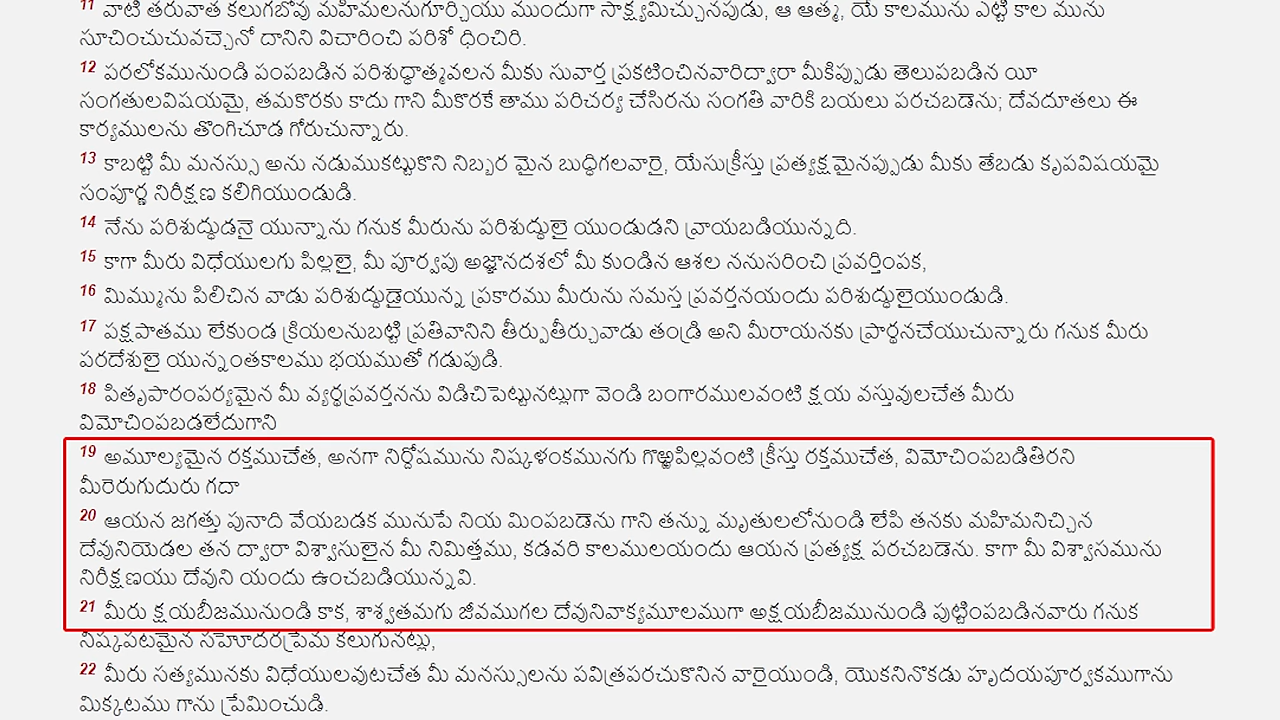 11 వాటి తరువాత కలుగబోవు మహిమలనుగూర్చియు ముందుగా సాక్ష్యమిచ్చునపుడు, ఆ ఆత్మ, యే కాలమును ఎట్టి కాల మును
సూచించుచువచ్చెనో దానిని విచారించి పరిశో ధించిరి.
12 పరలోకమునుండి పంపబడిన పరిశుద్ధాత్మవలన మీకు సువార్త ప్రకటించినవారిద్వారా మీకిప్పుడు తెలుపబడిన యీ
సంగతులవిషయమై, తమకొరకు కాదు గాని మీకొరకే తాము పరిచర్య చేసిరను సంగతి వారికి బయలు పరచబడెను; దేవదూతలు ఈ
కార్యములను తొంగిచూడ గోరుచున్నారు.
13 కాబట్టి మీ మనస్సు అను నడుముకట్టుకొని నిబ్బర మైన బుద్ధిగలవారై, యేసుక్రీస్తు ప్రత్యక్షమైనప్పుడు మీకు తేబడు కృపవిషయమై
సంపూర్ణ నిరీక్షణ కలిగియుండుడి.
14 నేను పరిశుద్ధుడనై యున్నాను గనుక మీరును పరిశుద్ధులై యుండుడని వ్రాయబడియున్నది.
15 కాగా మీరు విధేయులగు పిల్లలై, మీ పూర్వపు అజ్ఞానదశలో మీ కుండిన ఆశల ననుసరించి ప్రవర్తింపక,
16 మిమ్మును పిలిచిన వాడు పరిశుద్ధుడైయున్న ప్రకారము మీరును సమస్త ప్రవర్తనయందు పరిశుద్ధులైయుండుడి.
17 పక్షపాతము లేకుండ క్రియలనుబట్టి ప్రతివానిని తీర్పుతీర్చువాడు తండ్రి అని మీరాయనకు ప్రార్థనచేయుచున్నారు గనుక మీరు
పరదేశులై యున్నంతకాలము భయముతో గడుపుడి.
18 పితృపారంపర్యమైన మీ వ్యర్థప్రవర్తనను విడిచిపెట్టునట్లుగా వెండి బంగారములవంటి క్షయ వస్తువులచేత మీరు
విమోచింపబడలేదుగాని
19 అమూల్యమైన రక్తముచేత, అనగా నిర్దోషమును నిష్కళంకమునగు గొఱ్ఱపిల్లవంటి క్రీస్తు రక్తముచేత, విమోచింపబడితిరని
మీరెరుగుదురు గదా
20 ఆయన జగత్తు పునాది వేయబడక మునుపే నియ మింపబడెను గాని తన్ను మృతులలోనుండి లేపి తనకు మహిమనిచ్చిన
దేవునియెడల తన ద్వారా విశ్వాసులైన మీ నిమిత్తము, కడవరి కాలములయందు ఆయన ప్రత్యక్ష పరచబడెను. కాగా మీ విశ్వాసమును
నిరీక్షణయు దేవుని యందు ఉంచబడియున్నవి.
21 మీరు క్షయబీజమునుండి కాక, శాశ్వతమగు జీవముగల దేవునివాక్యమూలముగా అక్షయబీజమునుండి పుట్టింపబడినవారు గనుక
నిష్కపటమైన సహోదరప్రేమ కలుగునట్లు,
22 మీరు సత్యమునకు విధేయులవుటచేత మీ మనస్సులను పవిత్రపరచుకొనిన వారైయుండి, యొకనినొకడు హృదయపూర్వకముగాను
మిక్కటము గాను ప్రేమించుడి.